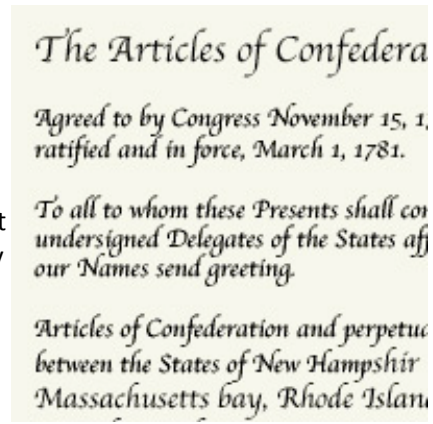 The Articles of Confedera
Agreed to by Congress November 15, 1
ratified and in force, March 1, 1781.
To all to whom these Presents shall con
undersigned Delegates of the States aff
our Names send greeting.
Articles of Confederation and perpetua
between the States of New Hampshir
Massachusetts bay, Rhode Islan